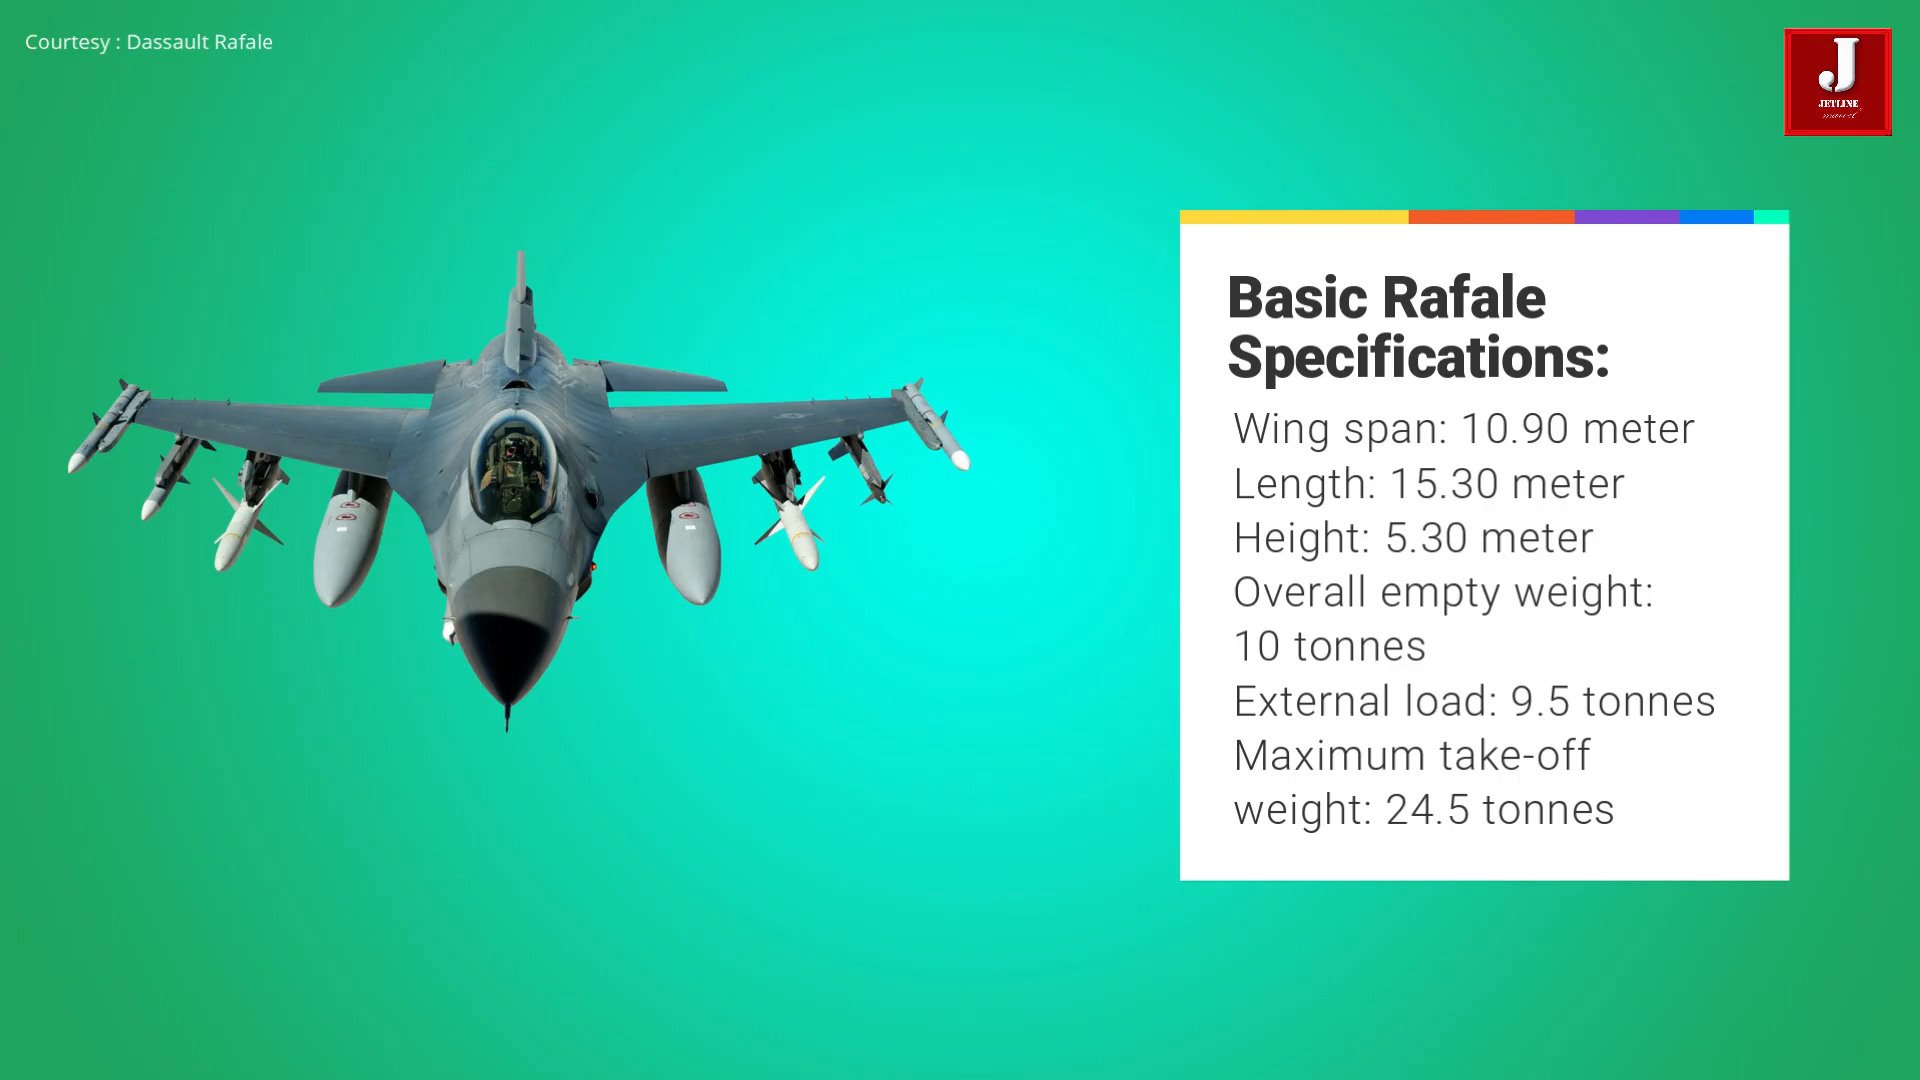 Courtesy : Dassault Rafale
J
JETLINE
Basic Rafale
Specifications:
Wing span: 10.90 meter
Length: 15.30 meter
Height: 5.30 meter
Overall empty weight:
10 tonnes
External load: 9.5 tonnes
Maximum take-off
weight: 24.5 tonnes